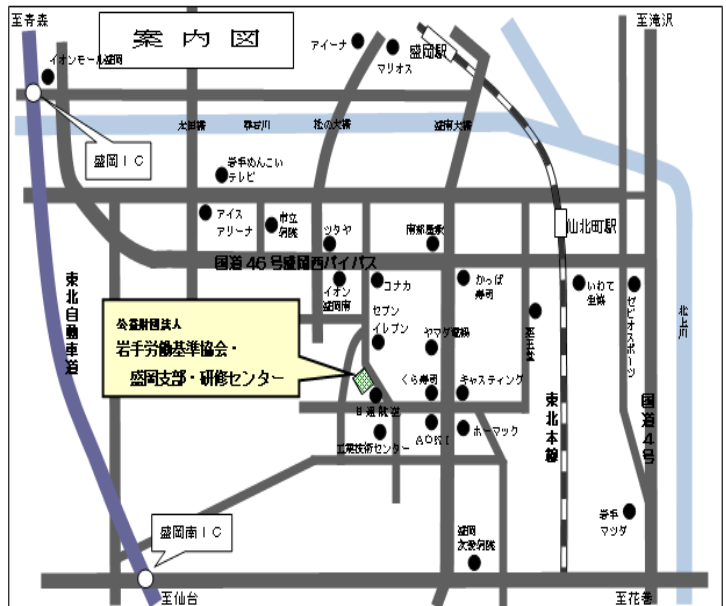 至青森
案内図
至滝沢
アイーナ
盛岡駅
マリオス
イオンモール盛岡
太田橋
雫石川
杜の大橋
盛南大橋
盛岡IC
岩手めんこい
テレビ
アイス
アリーナ
市立
病院
ツタヤ
南部屋敷
仙北町駅
国道46号盛岡西バイパス
イオン
盛岡南
コナカ
かっぱ
寿司
いわて
生協
ゼビオスポーツ
北上川
東北自動車道
セブン
イレブン
ヤマダ電機
公益財団法人
岩手労働基準協会・
盛岡支部・研修センター
くら寿司
キャスティング
日通航空
AOKI
ホーマック
工業技術センター
東北本線
国道4号
岩手
マツダ
盛岡南IC
盛岡
友愛病院
至仙台
至花巻